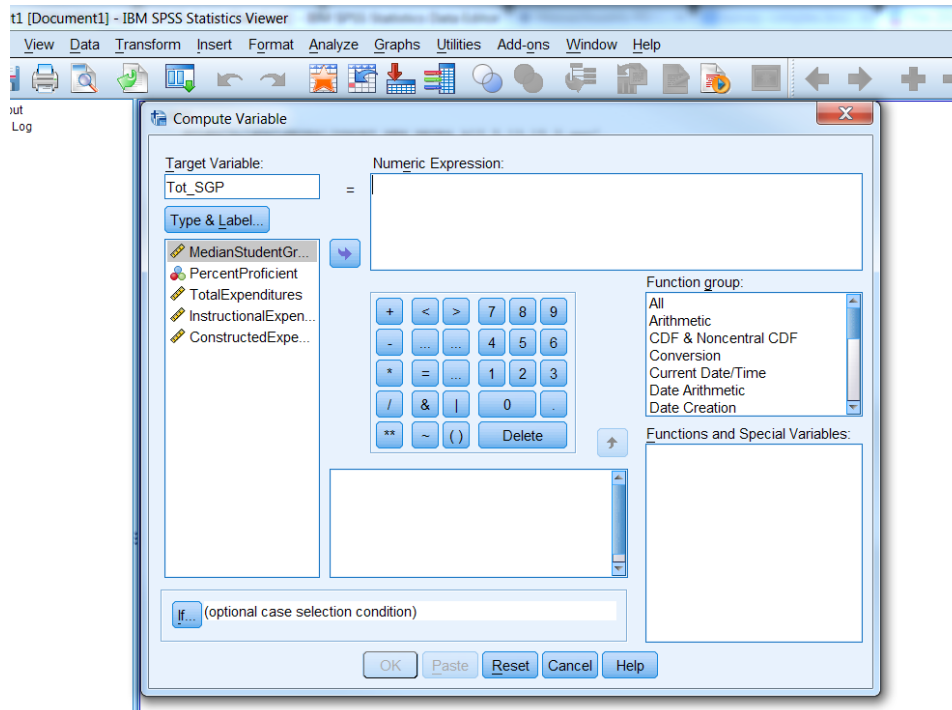 t1 [Document1] - IBM SPSS Statistics Viewer
View Data Transform Insert Format Analyze Graphs Utilities Add-ons Window Help
out
Log
Compute Variable
Target Variable:
Numeric Expression:
Tot_SGP
=
Type & Label...
MedianStudentGr...
PercentProficient
TotalExpenditures
InstructionalExpen...
ConstructedExpe...
+ < > 7 8 9
- ... ... 4 5 6
* = ... 1 2 3
/ & | 0 .
** ~ ( ) Delete
Function group:
All
Arithmetic
CDF & Noncentral CDF
Conversion
Current Date/Time
Date Arithmetic
Date Creation
Functions and Special Variables:
If... (optional case selection condition)
OK Paste Reset Cancel Help